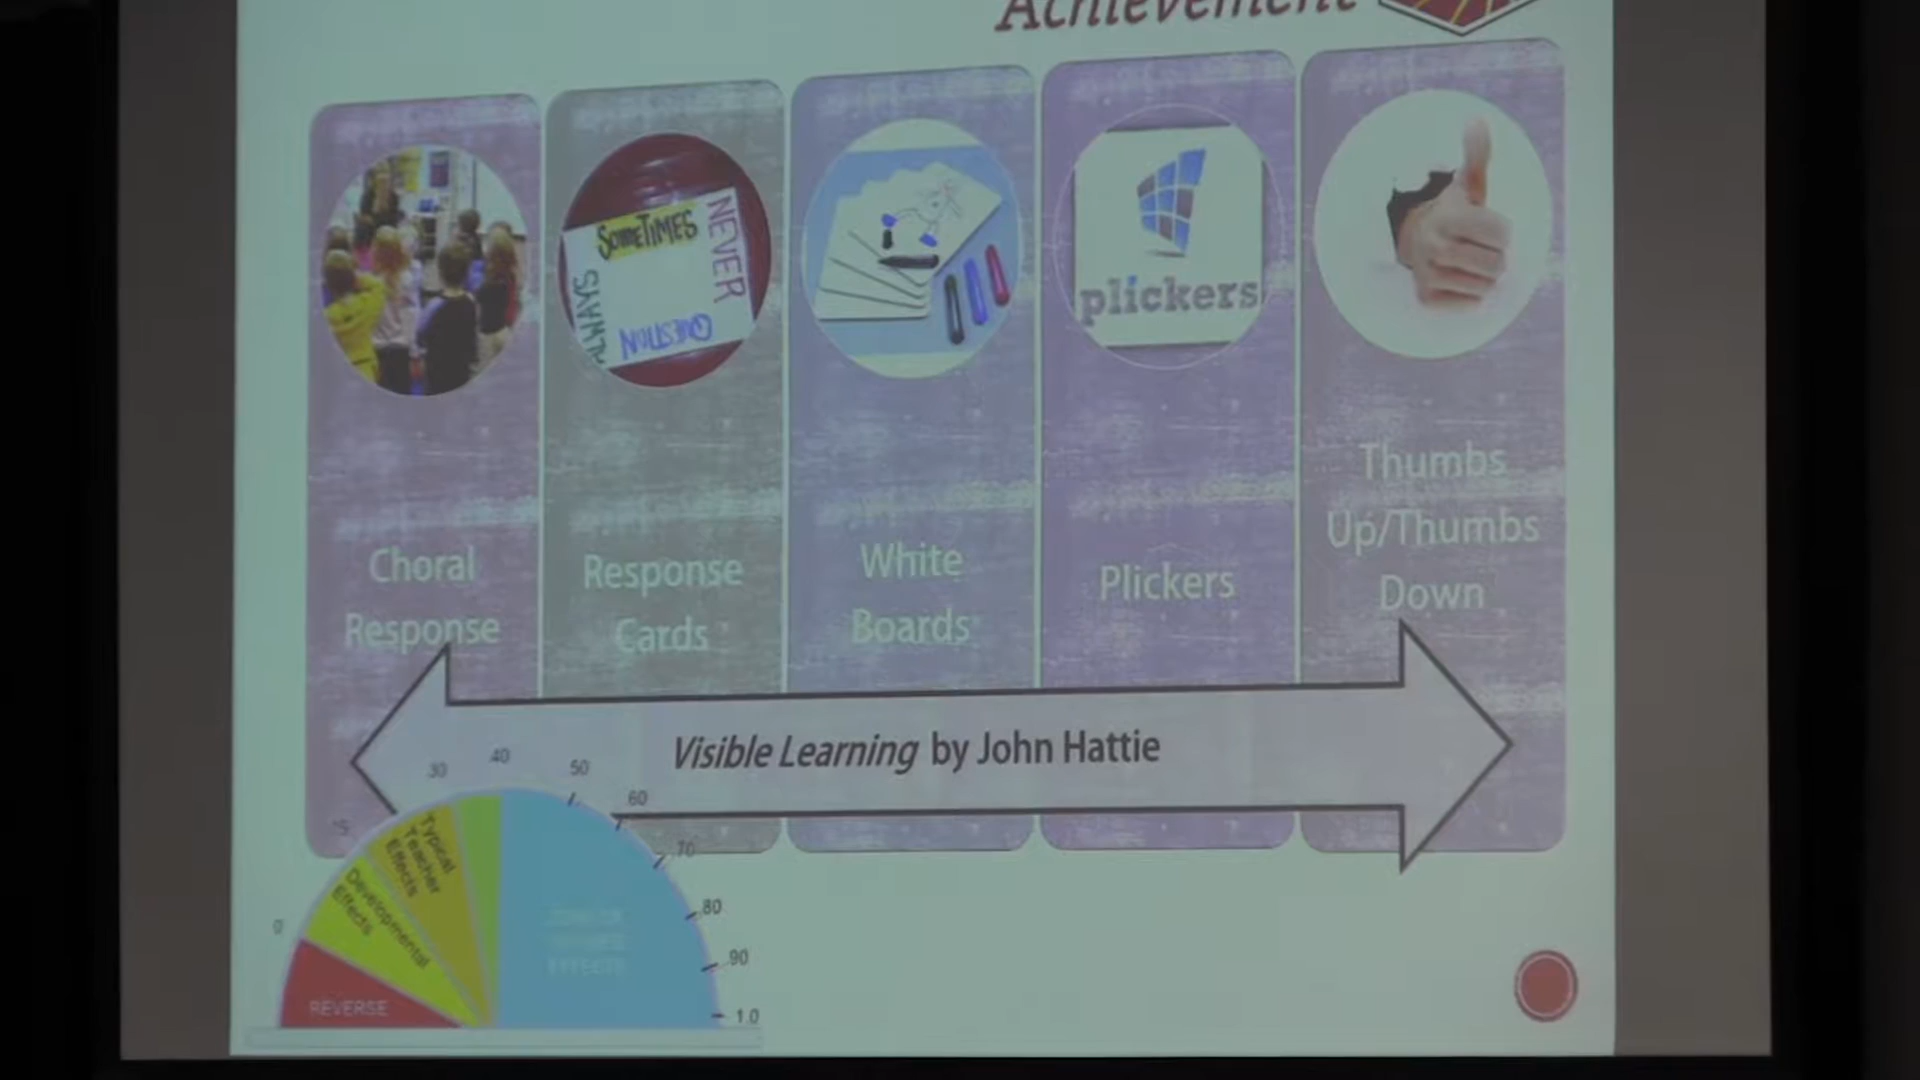 Achievement
SOMETIMES
NEVER
ALWAYS
QUESTION
plickers
Choral
Response
Response
Cards
White
Boards
Plickers
Thumbs
Up/Thumbs
Down
Visible Learning by John Hattie
0
30
40
50
60
.70
.80
.90
1.0
REVERSE
Developmental
Effects
Typical
Teacher
Effects
EFFECTS